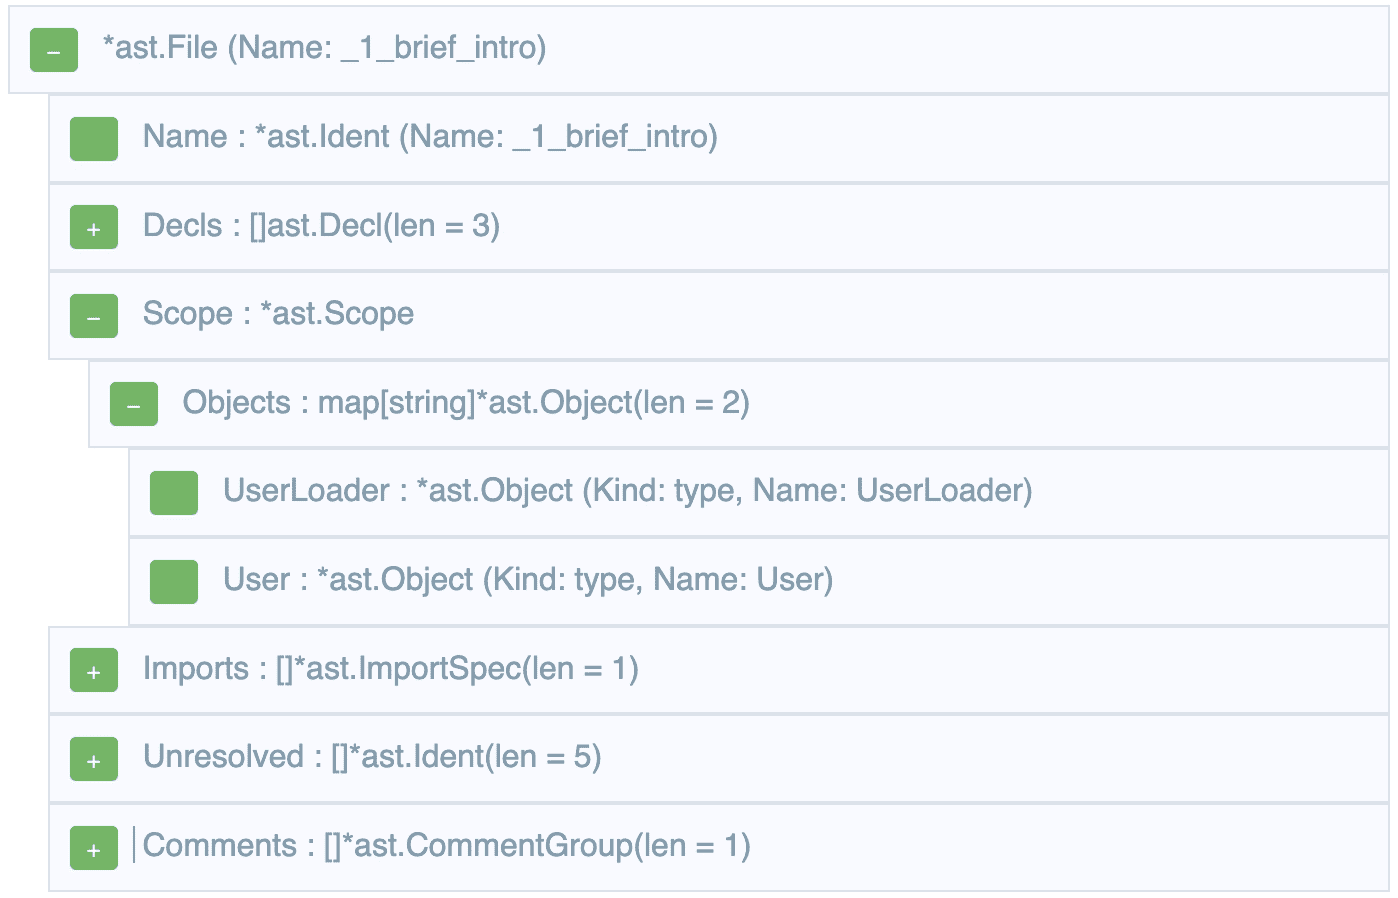 – *ast.File (Name: _1_brief_intro)
Name : *ast.Ident (Name: _1_brief_intro)
+ Decls : []ast.Decl(len = 3)
– Scope : *ast.Scope
– Objects : map[string]*ast.Object(len = 2)
UserLoader : *ast.Object (Kind: type, Name: UserLoader)
User : *ast.Object (Kind: type, Name: User)
+ Imports : []*ast.ImportSpec(len = 1)
+ Unresolved : []*ast.Ident(len = 5)
+ Comments : []*ast.CommentGroup(len = 1)